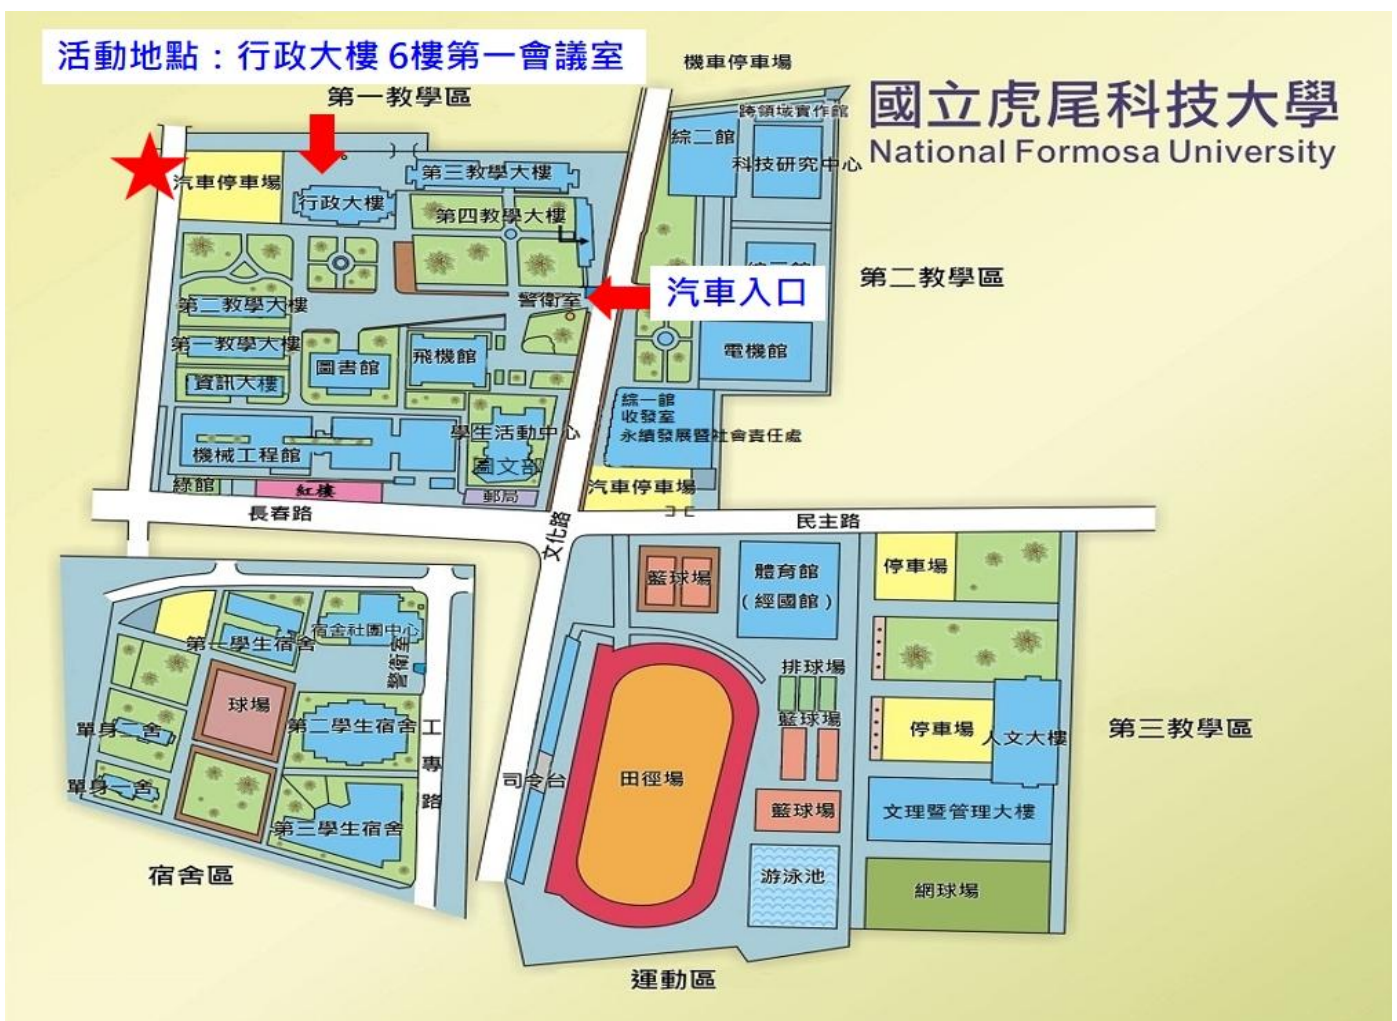 活動地點：行政大樓 6樓第一會議室
機車停車場
第一教學區
國立虎尾科技大學
National Formosa University
跨領域實作館
綜二館
科技研究中心
汽車停車場
第三教學大樓
行政大樓
第四教學大樓
第二教學區
汽車入口
警衛室
第二教學大樓
第一教學大樓
圖書館
飛機館
電機館
資訊大樓
綜一館
收發室
永續發展暨社會責任處
學生活動中心
機械工程館
圖文部
綠館
紅樓
郵局
汽車停車場
長春路
文化路
民主路
籃球場
體育館
（經國館）
停車場
第一學生宿舍
宿舍社團中心
警衛室
排球場
球場
籃球場
停車場
人文大樓
第三教學區
單身二舍
第二學生宿舍
工專路
單身一舍
司令台
田徑場
籃球場
文理暨管理大樓
第三學生宿舍
宿舍區
游泳池
網球場
運動區